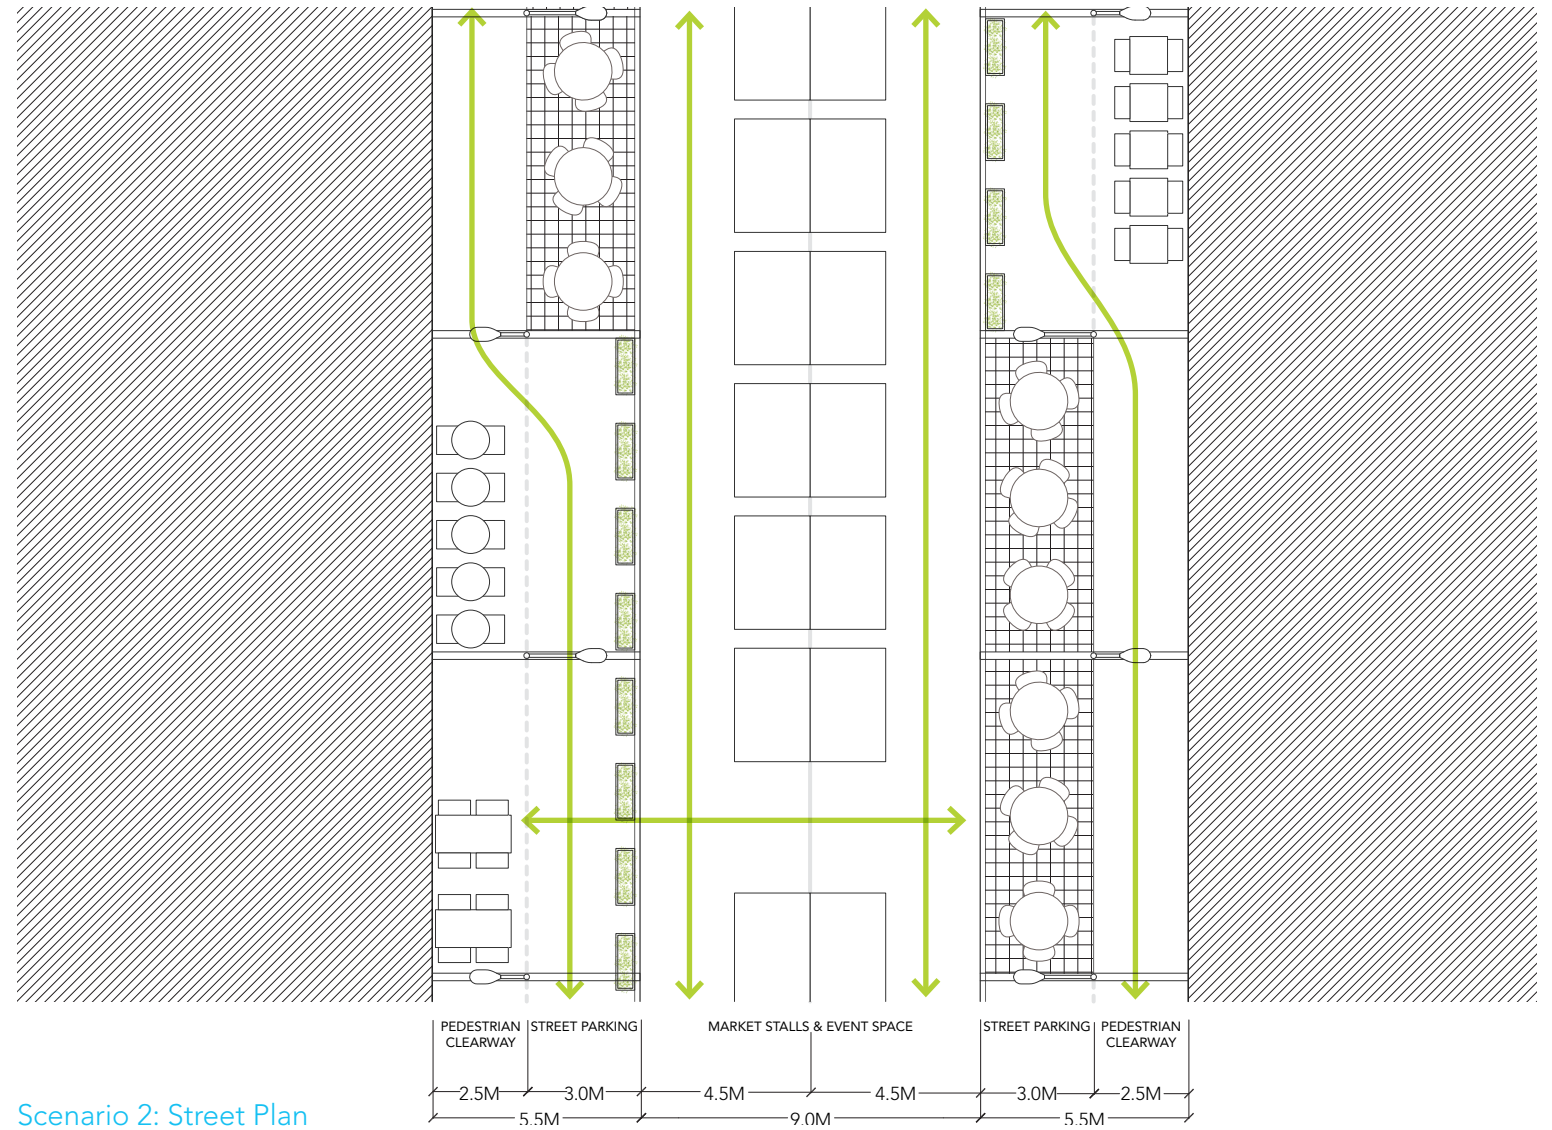 PEDESTRIAN
CLEARWAY
STREET PARKING
MARKET STALLS & EVENT SPACE
STREET PARKING
PEDESTRIAN
CLEARWAY
2.5M
3.0M
4.5M
4.5M
3.0M
2.5M
5.5M
9.0M
5.5M
Scenario 2: Street Plan